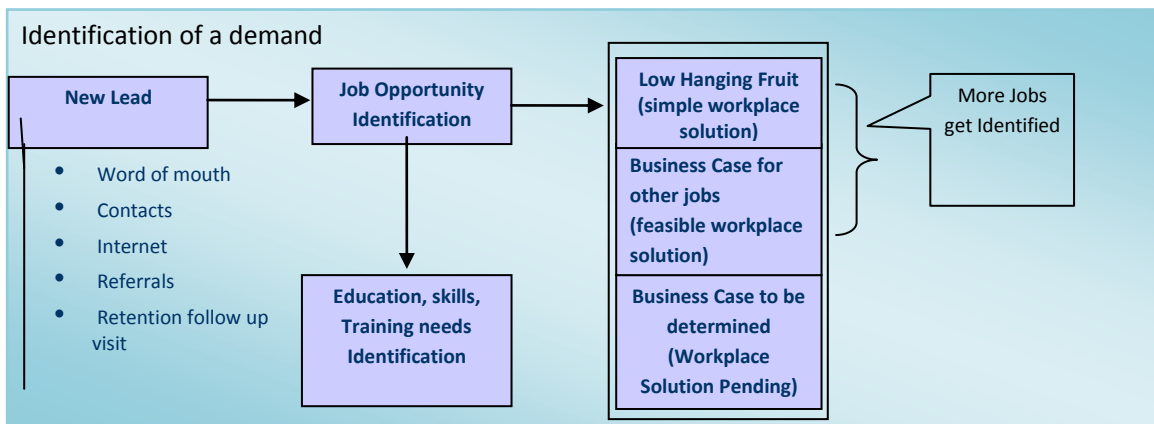 Identification of a demand
New Lead
• Word of mouth
• Contacts
• Internet
• Referrals
• Retention follow up
visit
Job Opportunity
Identification
Education, skills,
Training needs
Identification
Low Hanging Fruit
(simple workplace
solution)
Business Case for
other jobs
(feasible workplace
solution)
Business Case to be
determined
(Workplace
Solution Pending)
More Jobs
get Identified